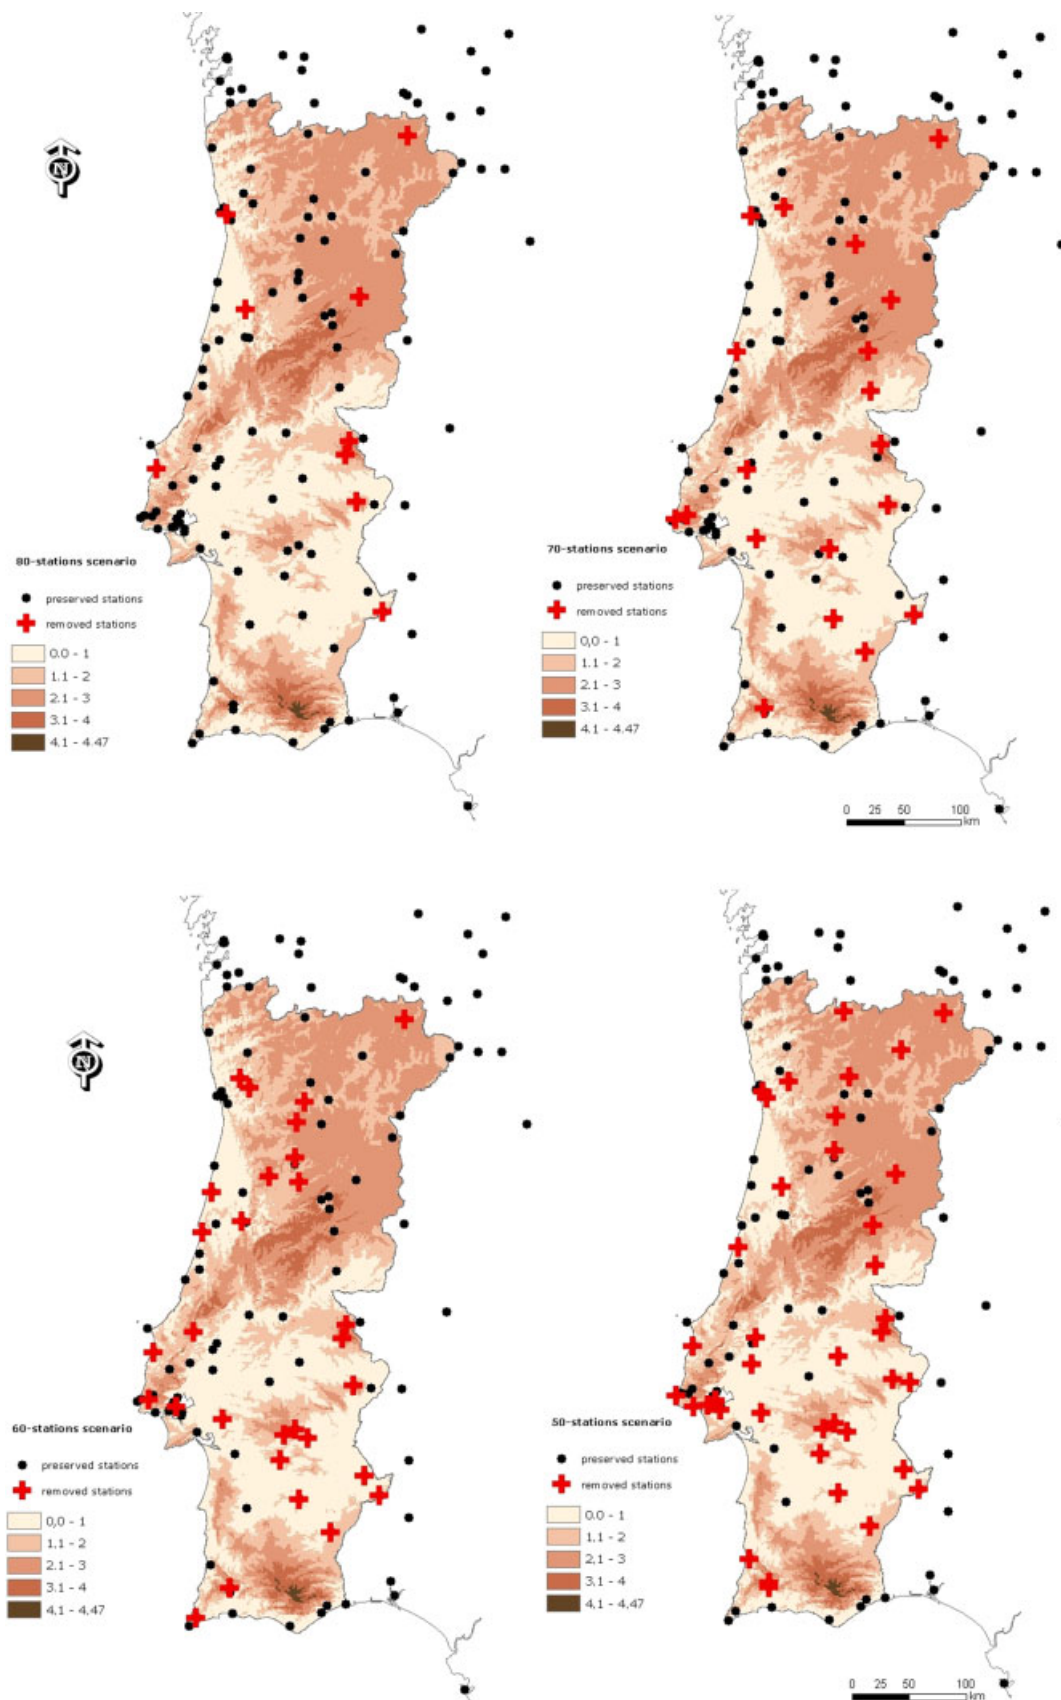 N
80-stations scenario
preserved stations
removed stations
0.0 - 1
1.1 - 2
2.1 - 3
3.1 - 4
4.1 - 4.47
70-stations scenario
preserved stations
removed stations
0,0 - 1
1.1 - 2
2.1 - 3
3.1 - 4
4.1 - 4.47
0 25 50 100
km
N
60-stations scenario
preserved stations
removed stations
0,0 - 1
1.1 - 2
2.1 - 3
3.1 - 4
4.1 - 4.47
50-stations scenario
preserved stations
removed stations
0.0 - 1
1.1 - 2
2,1 - 3
3.1 - 4
4.1 - 4.47
0 25 50 100
km